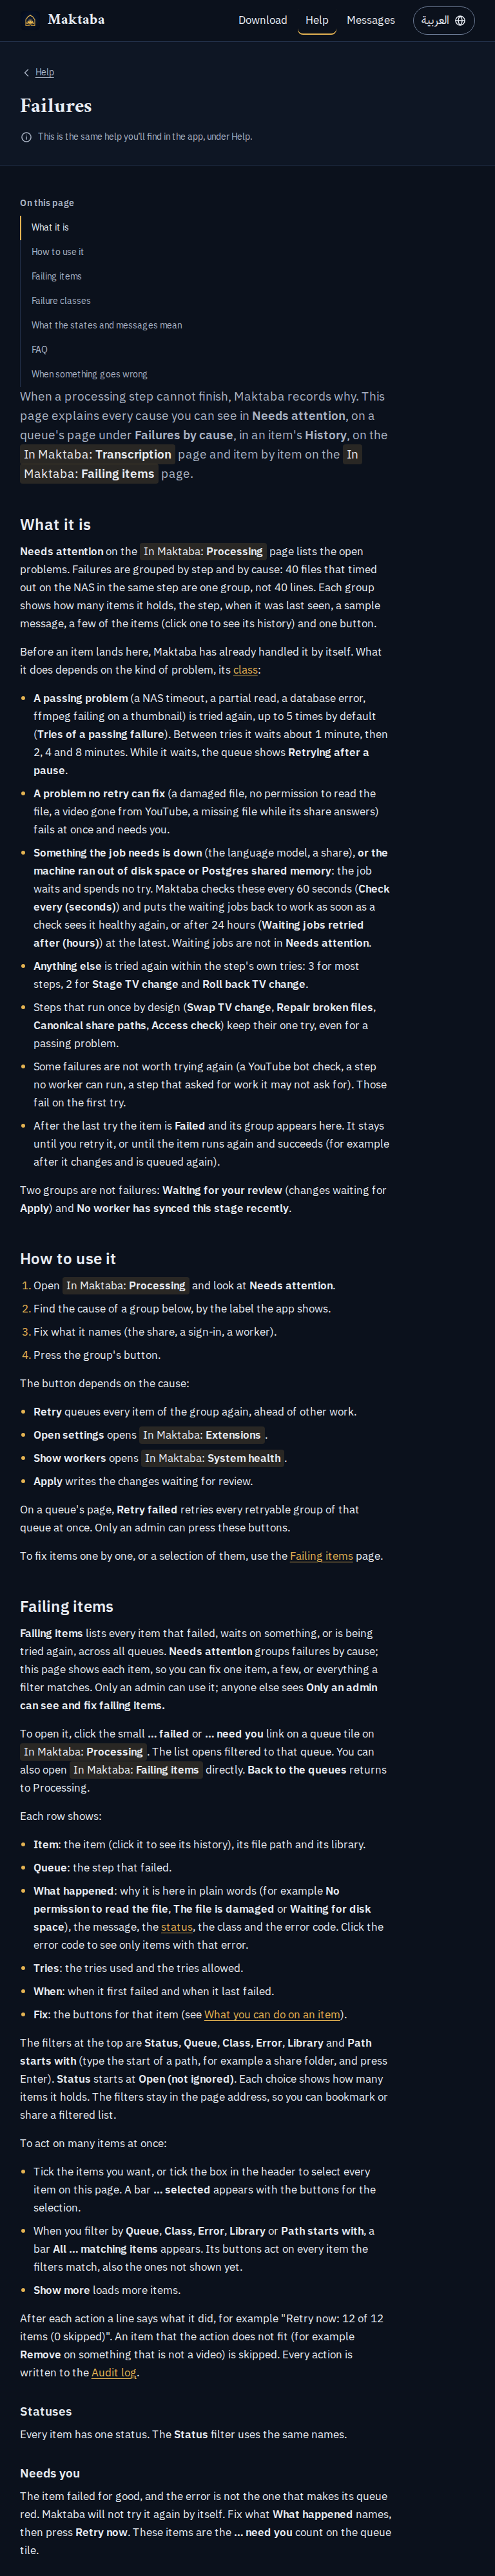 Maktaba
Download
Help
Messages
العربية
Help
Failures
This is the same help you'll find in the app, under Help.
On this page
What it is
How to use it
Failing items
Failure classes
What the states and messages mean
FAQ
When something goes wrong
When a processing step cannot finish, Maktaba records why. This
page explains every cause you can see in Needs attention, on a
queue's page under Failures by cause, in an item's History, on the
In Maktaba: Transcription page and item by item on the In
Maktaba: Failing items page.
What it is
Needs attention on the In Maktaba: Processing page lists the open
problems. Failures are grouped by step and by cause: 40 files that timed
out on the NAS in the same step are one group, not 40 lines. Each group
shows how many items it holds, the step, when it was last seen, a sample
message, a few of the items (click one to see its history) and one button.
Before an item lands here, Maktaba has already handled it by itself. What
it does depends on the kind of problem, its class:
A passing problem (a NAS timeout, a partial read, a database error,
ffmpeg failing on a thumbnail) is tried again, up to 5 times by default
(Tries of a passing failure). Between tries it waits about 1 minute, then
2, 4 and 8 minutes. While it waits, the queue shows Retrying after a
pause.
A problem no retry can fix (a damaged file, no permission to read the
file, a video gone from YouTube, a missing file while its share answers)
fails at once and needs you.
Something the job needs is down (the language model, a share), or the
machine ran out of disk space or Postgres shared memory: the job
waits and spends no try. Maktaba checks these every 60 seconds (Check
every (seconds)) and puts the waiting jobs back to work as soon as a
check sees it healthy again, or after 24 hours (Waiting jobs retried
after (hours)) at the latest. Waiting jobs are not in Needs attention.
Anything else is tried again within the step's own tries: 3 for most
steps, 2 for Stage TV change and Roll back TV change.
Steps that run once by design (Swap TV change, Repair broken files,
Canonical share paths, Access check) keep their one try, even for a
passing problem.
Some failures are not worth trying again (a YouTube bot check, a step
no worker can run, a step that asked for work it may not ask for). Those
fail on the first try.
After the last try the item is Failed and its group appears here. It stays
until you retry it, or until the item runs again and succeeds (for example
after it changes and is queued again).
Two groups are not failures: Waiting for your review (changes waiting for
Apply) and No worker has synced this stage recently.
How to use it
1. Open In Maktaba: Processing and look at Needs attention.
2. Find the cause of a group below, by the label the app shows.
3. Fix what it names (the share, a sign-in, a worker).
4. Press the group's button.
The button depends on the cause:
Retry queues every item of the group again, ahead of other work.
Open settings opens In Maktaba: Extensions.
Show workers opens In Maktaba: System health.
Apply writes the changes waiting for review.
On a queue's page, Retry failed retries every retryable group of that
queue at once. Only an admin can press these buttons.
To fix items one by one, or a selection of them, use the Failing items page.
Failing items
Failing items lists every item that failed, waits on something, or is being
tried again, across all queues. Needs attention groups failures by cause;
this page shows each item, so you can fix one item, a few, or everything a
filter matches. Only an admin can use it; anyone else sees Only an admin
can see and fix failing items.
To open it, click the small … failed or … need you link on a queue tile on
In Maktaba: Processing. The list opens filtered to that queue. You can
also open In Maktaba: Failing items directly. Back to the queues returns
to Processing.
Each row shows:
Item: the item (click it to see its history), its file path and its library.
Queue: the step that failed.
What happened: why it is here in plain words (for example No
permission to read the file, The file is damaged or Waiting for disk
space), the message, the status, the class and the error code. Click the
error code to see only items with that error.
Tries: the tries used and the tries allowed.
When: when it first failed and when it last failed.
Fix: the buttons for that item (see What you can do on an item).
The filters at the top are Status, Queue, Class, Error, Library and Path
starts with (type the start of a path, for example a share folder, and press
Enter). Status starts at Open (not ignored). Each choice shows how many
items it holds. The filters stay in the page address, so you can bookmark or
share a filtered list.
To act on many items at once:
Tick the items you want, or tick the box in the header to select every
item on this page. A bar … selected appears with the buttons for the
selection.
When you filter by Queue, Class, Error, Library or Path starts with, a
bar All … matching items appears. Its buttons act on every item the
filters match, also the ones not shown yet.
Show more loads more items.
After each action a line says what it did, for example "Retry now: 12 of 12
items (0 skipped)". An item that the action does not fit (for example
Remove on something that is not a video) is skipped. Every action is
written to the Audit log.
Statuses
Every item has one status. The Status filter uses the same names.
Needs you
The item failed for good, and the error is not the one that makes its queue
red. Maktaba will not try it again by itself. Fix what What happened names,
then press Retry now. These items are the … need you count on the queue
tile.